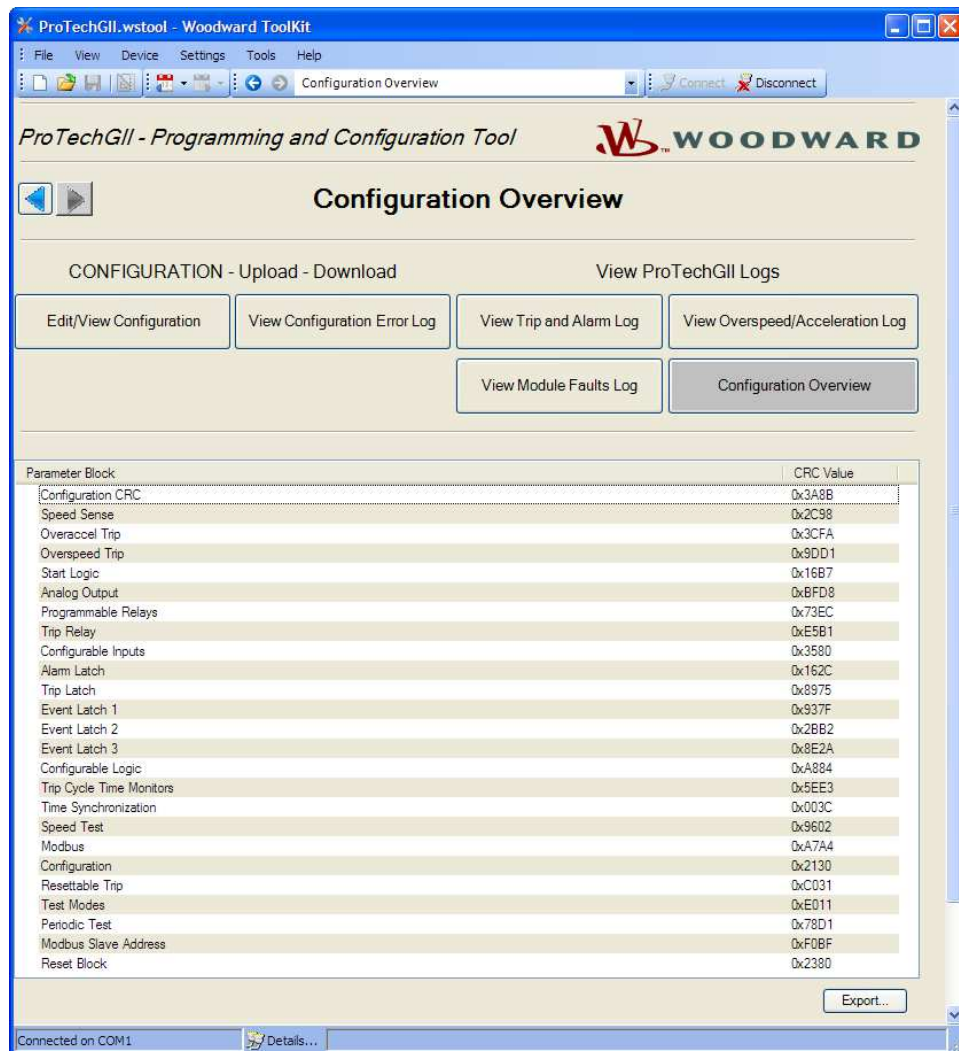 ProTechGII.wstool - Woodward ToolKit
File View Device Settings Tools Help
Configuration Overview Connect Disconnect
ProTechGII - Programming and Configuration Tool WOODWARD
Configuration Overview
CONFIGURATION - Upload - Download View ProTechGII Logs
Edit/View Configuration View Configuration Error Log View Trip and Alarm Log View Overspeed/Acceleration Log
View Module Faults Log Configuration Overview
Parameter Block CRC Value
Configuration CRC 0x3A8B
Speed Sense 0x2C98
Overaccel Trip 0x3CFA
Overspeed Trip 0x9DD1
Start Logic 0x16B7
Analog Output 0xBFD8
Programmable Relays 0x73EC
Trip Relay 0xE5B1
Configurable Inputs 0x3580
Alarm Latch 0x162C
Trip Latch 0x8975
Event Latch 1 0x937F
Event Latch 2 0x2BB2
Event Latch 3 0x8E2A
Configurable Logic 0xA884
Trip Cycle Time Monitors 0x5EE3
Time Synchronization 0x003C
Speed Test 0x9602
Modbus 0xA7A4
Configuration 0x2130
Resettable Trip 0xC031
Test Modes 0xE011
Periodic Test 0x78D1
Modbus Slave Address 0xF0BF
Reset Block 0x2380
Export...
Connected on COM1 Details...